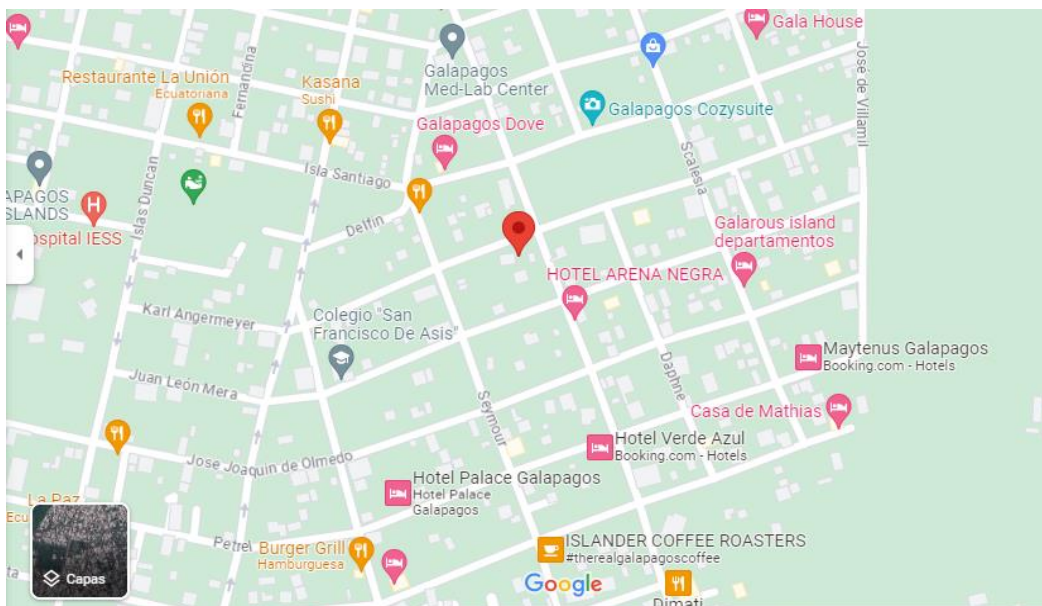 Gala House
José de Villamil
Galapagos
Med-Lab Center
Fernandina
Restaurante La Unión
Ecuatoriana
Kasana
Sushi
Galapagos Cozysuite
Galapagos Dove
Scalesia
Isla Santiago
Islas Duncan
APAGOS
SLANDS
ospital IESS
Delfin
Galarous island
departamentos
HOTEL ARENA NEGRA
Karl Angermeyer
Colegio "San
Francisco De Asis"
Maytenus Galapagos
Booking.com - Hotels
Daphne
Juan León Mera
Seymour
Casa de Mathias
Hotel Verde Azul
Booking.com - Hotels
Jose Joaquin de Olmedo
Hotel Palace Galapagos
Hotel Palace
Galapagos
La Paz
Ecu
Petrel
Burger Grill
Hamburguesa
ISLANDER COFFEE ROASTERS
#therealgalapagoscoffee
ta
Capas
Google
Dimati